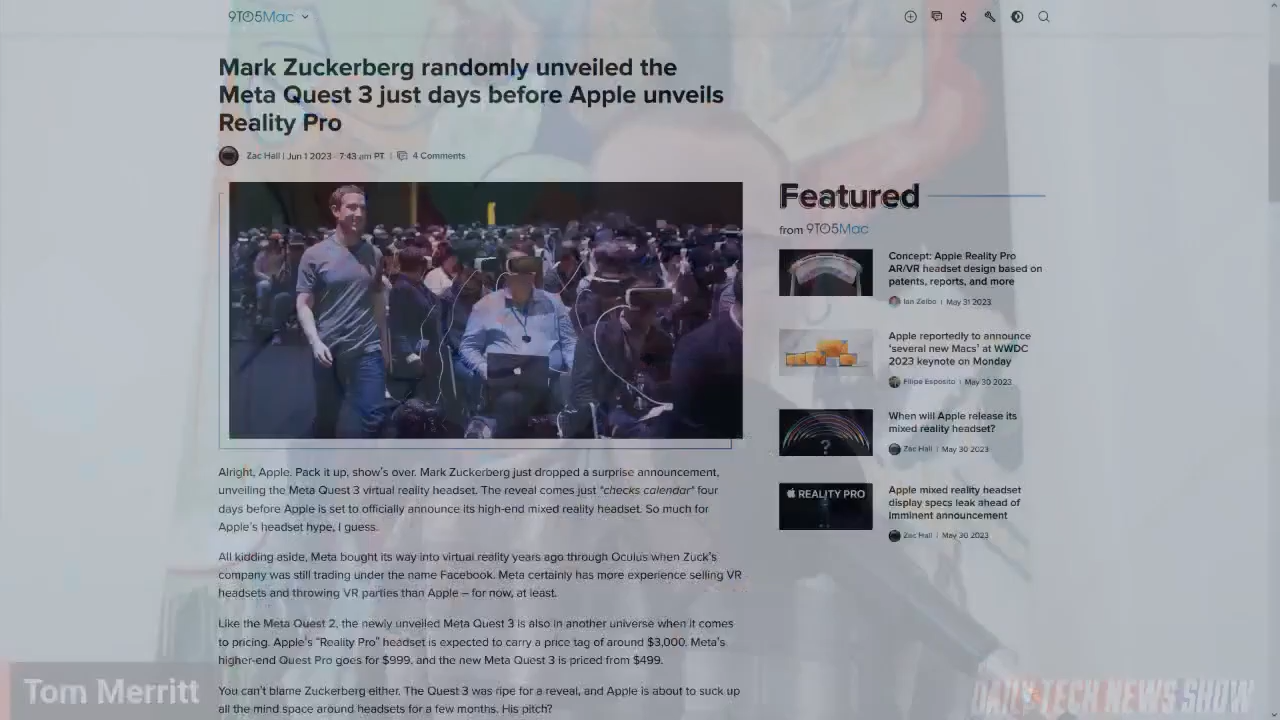 9TO5Mac
Mark Zuckerberg randomly unveiled the
Meta Quest 3 just days before Apple unveils
Reality Pro
Zac Hall | Jun 1 2023 - 7:43 am PT | 4 Comments
Alright, Apple. Pack it up, show's over. Mark Zuckerberg just dropped a surprise announcement,
unveiling the Meta Quest 3 virtual reality headset. The reveal comes just *checks calendar* four
days before Apple is set to officially announce its high-end mixed reality headset. So much for
Apple's headset hype, I guess.
All kidding aside, Meta bought its way into virtual reality years ago through Oculus when Zuck's
company was still trading under the name Facebook. Meta certainly has more experience selling VR
headsets and throwing VR parties than Apple – for now, at least.
Like the Meta Quest 2, the newly unveiled Meta Quest 3 is also in another universe when it comes
to pricing. Apple's "Reality Pro" headset is expected to carry a price tag of around $3,000. Meta's
higher-end Quest Pro goes for $999, and the new Meta Quest 3 is priced from $499.
You can't blame Zuckerberg either. The Quest 3 was ripe for a reveal, and Apple is about to suck up
all the mind space around headsets for a few months. His pitch?
Featured
from 9TO5Mac
Concept: Apple Reality Pro
AR/VR headset design based on
patents, reports, and more
Ian Zelbo | May 31 2023
Apple reportedly to announce
'several new Macs' at WWDC
2023 keynote on Monday
Filipe Esposito | May 30 2023
When will Apple release its
mixed reality headset?
Zac Hall | May 30 2023
?
REALITY PRO
Apple mixed reality headset
display specs leak ahead of
imminent announcement
Zac Hall | May 30 2023
Tom Merritt
DAILY TECH NEWS SHOW